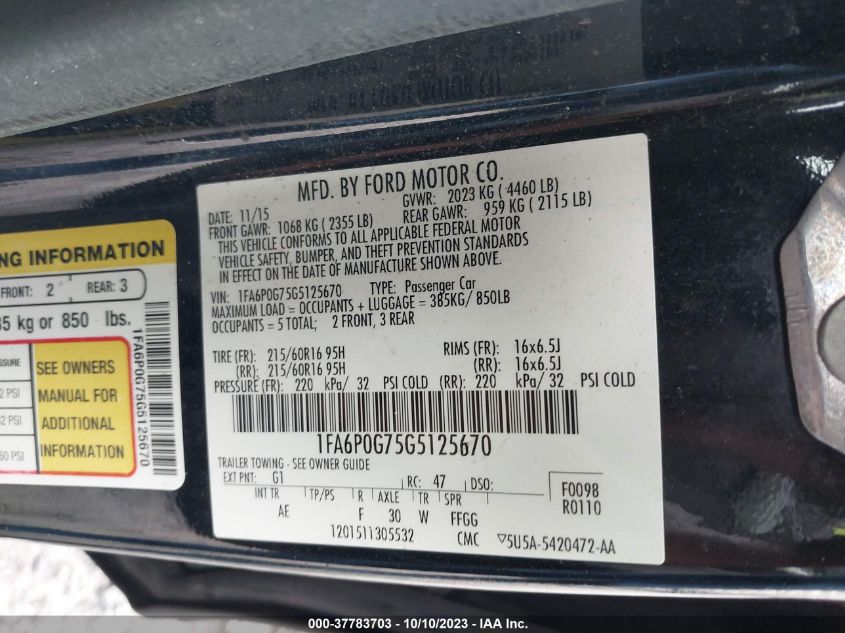 MFD. BY FORD MOTOR CO.
DATE: 11/15 GVWR: 2023 KG ( 4460 LB)
FRONT GAWR: 1068 KG ( 2355 LB) REAR GAWR: 959 KG ( 2115 LB)
THIS VEHICLE CONFORMS TO ALL APPLICABLE FEDERAL MOTOR
VEHICLE SAFETY, BUMPER, AND THEFT PREVENTION STANDARDS
IN EFFECT ON THE DATE OF MANUFACTURE SHOWN ABOVE.
VIN: 1FA6P0G75G5125670 TYPE: Passenger Car
MAXIMUM LOAD = OCCUPANTS + LUGGAGE = 385KG/ 850LB
OCCUPANTS = 5 TOTAL; 2 FRONT, 3 REAR
TIRE (FR): 215/60R16 95H RIMS (FR): 16x6.5J
(RR): 215/60R16 95H (RR): 16x6.5J
PRESSURE (FR): 220 kPa/ 32 PSI COLD (RR): 220 kPa/ 32 PSI COLD
1FA6P0G75G5125670
TRAILER TOWING - SEE OWNER GUIDE
EXT PNT: G1 RC: 47 DSO: F0098
INT TR TP/PS R AXLE TR SPR R0110
AE F 30 W FFGG
1201511305532 CMC 5U5A-5420472-AA
NG INFORMATION
FRONT: 2 REAR: 3
85 kg or 850 lbs.
SSURE
SEE OWNERS
2 PSI
MANUAL FOR
32 PSI
ADDITIONAL
60 PSI
INFORMATION
1FA6P0G75G5125670
000-37783703 - 10/10/2023 - IAA Inc.